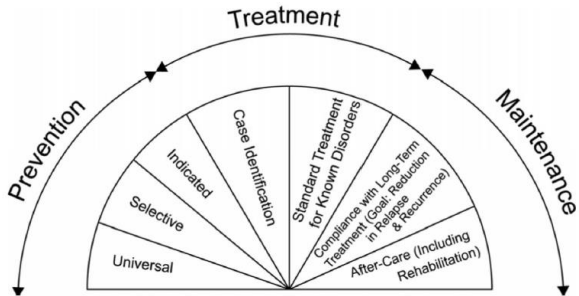 Treatment
Prevention
Maintenance
Universal
Selective
Indicated
Case Identification
Standard Treatment
for Known Disorders
Compliance with Long-Term
Treatment (Goal: Reduction
in Relapse
& Recurrence)
After-Care (Including
Rehabilitation)